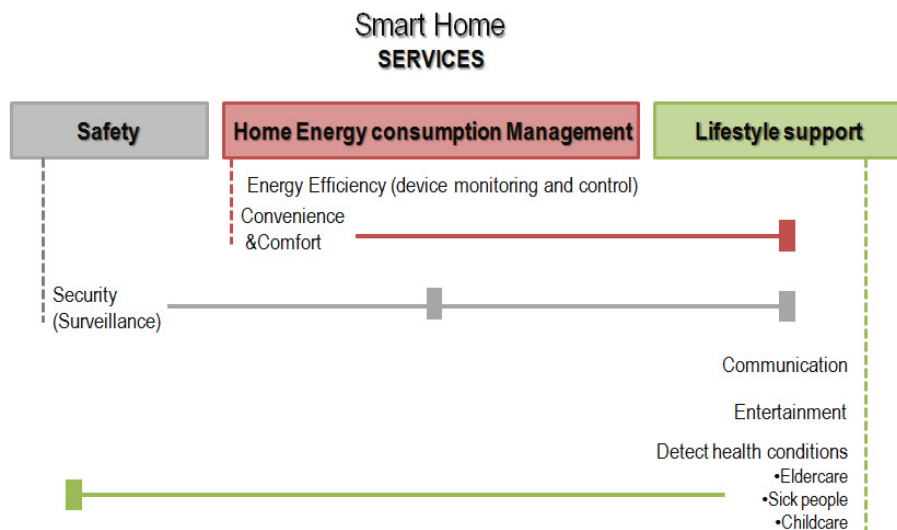 Smart Home
SERVICES
Safety
Home Energy consumption Management
Lifestyle support
Energy Efficiency (device monitoring and control)
Convenience
&Comfort
Security
(Surveillance)
Communication
Entertainment
Detect health conditions
•Eldercare
•Sick people
•Childcare